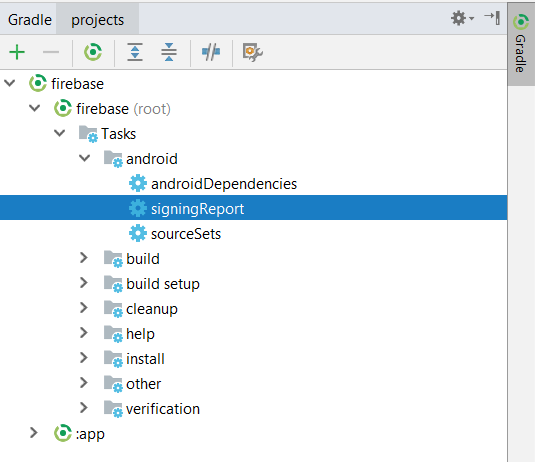 Gradle projects
Gradle
firebase
firebase (root)
Tasks
android
androidDependencies
signingReport
sourceSets
build
build setup
cleanup
help
install
other
verification
:app